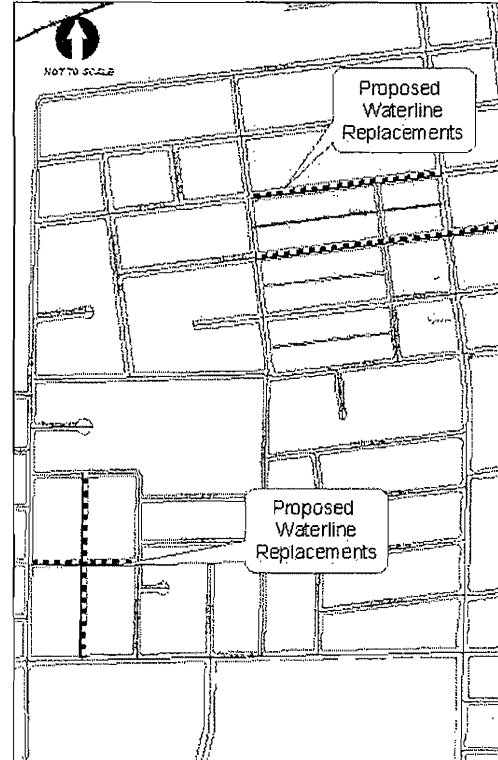 NOT TO SCALE
Proposed
Waterline
Replacements
Proposed
Waterline
Replacements